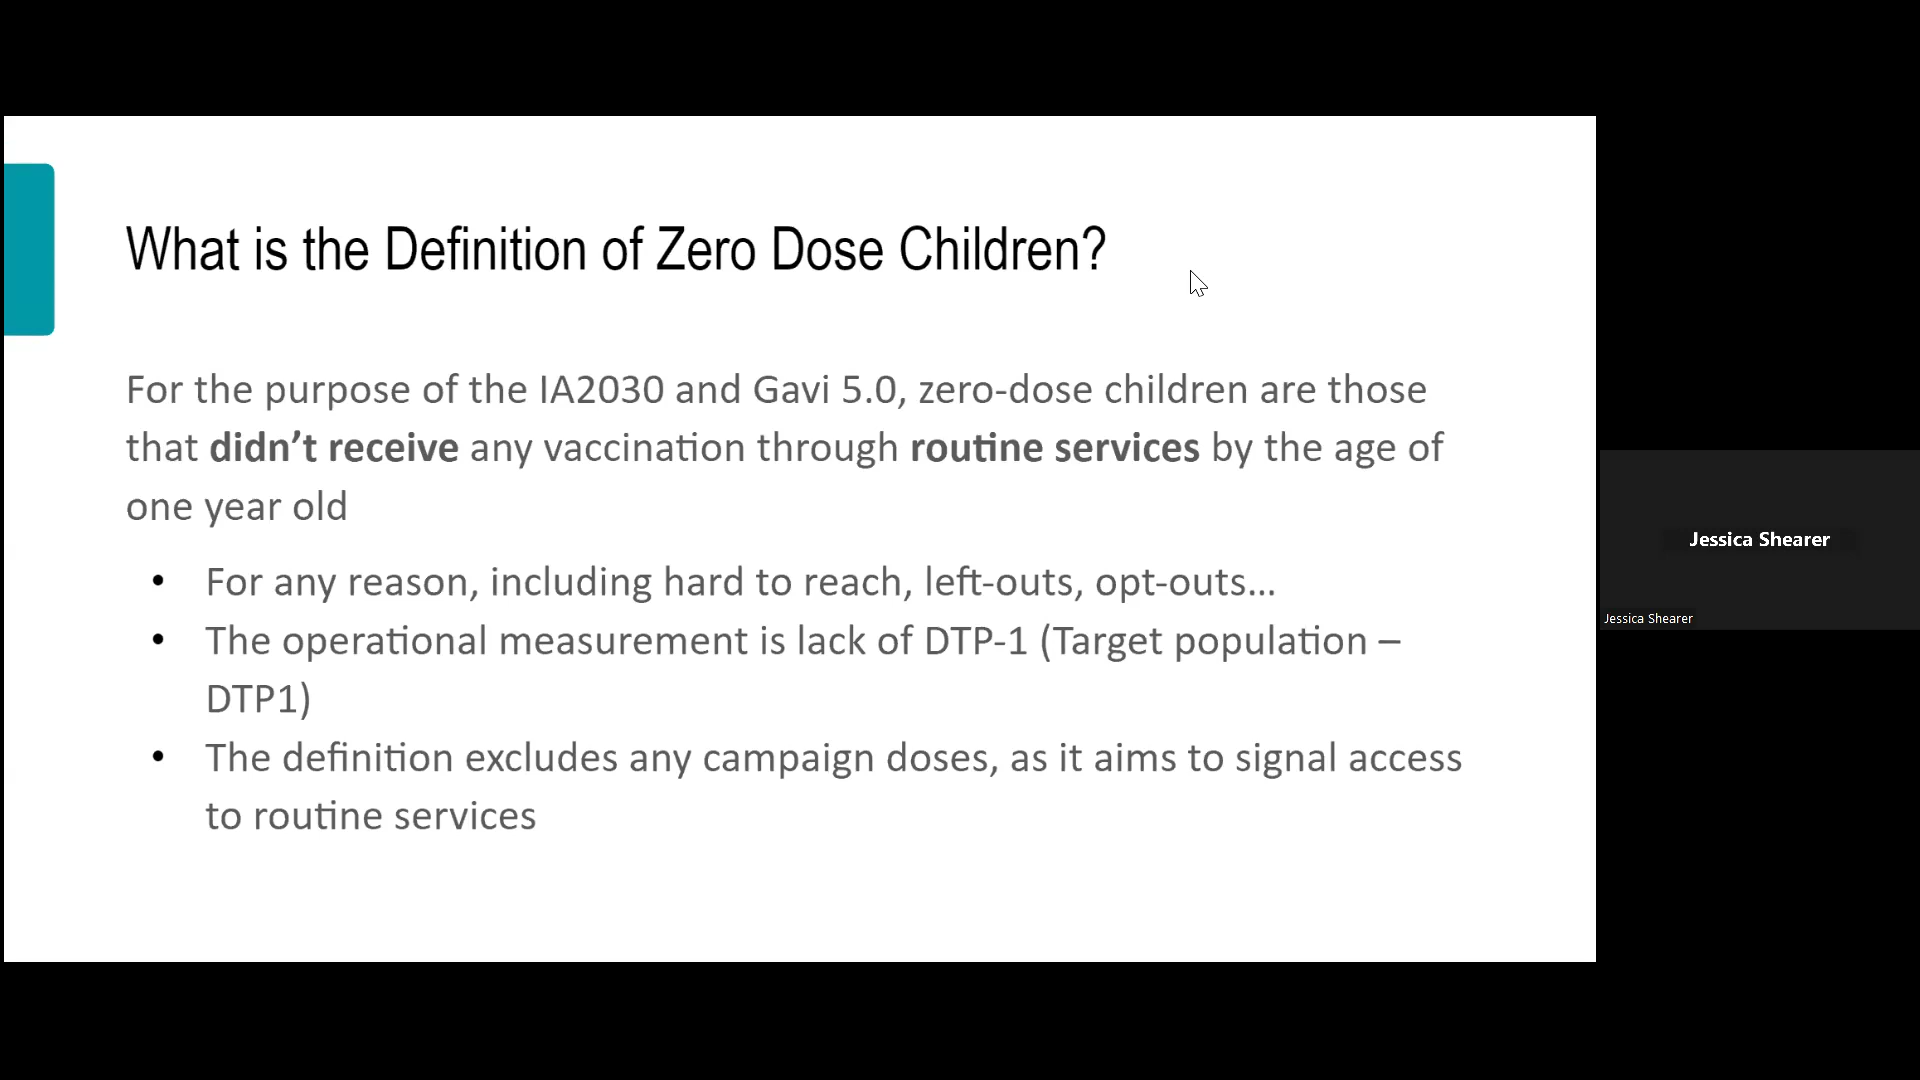 What is the Definition of Zero Dose Children?
For the purpose of the IA2030 and Gavi 5.0, zero-dose children are those
that didn’t receive any vaccination through routine services by the age of
one year old
• For any reason, including hard to reach, left-outs, opt-outs...
• The operational measurement is lack of DTP-1 (Target population –
DTP1)
• The definition excludes any campaign doses, as it aims to signal access
to routine services
Jessica Shearer
Jessica Shearer